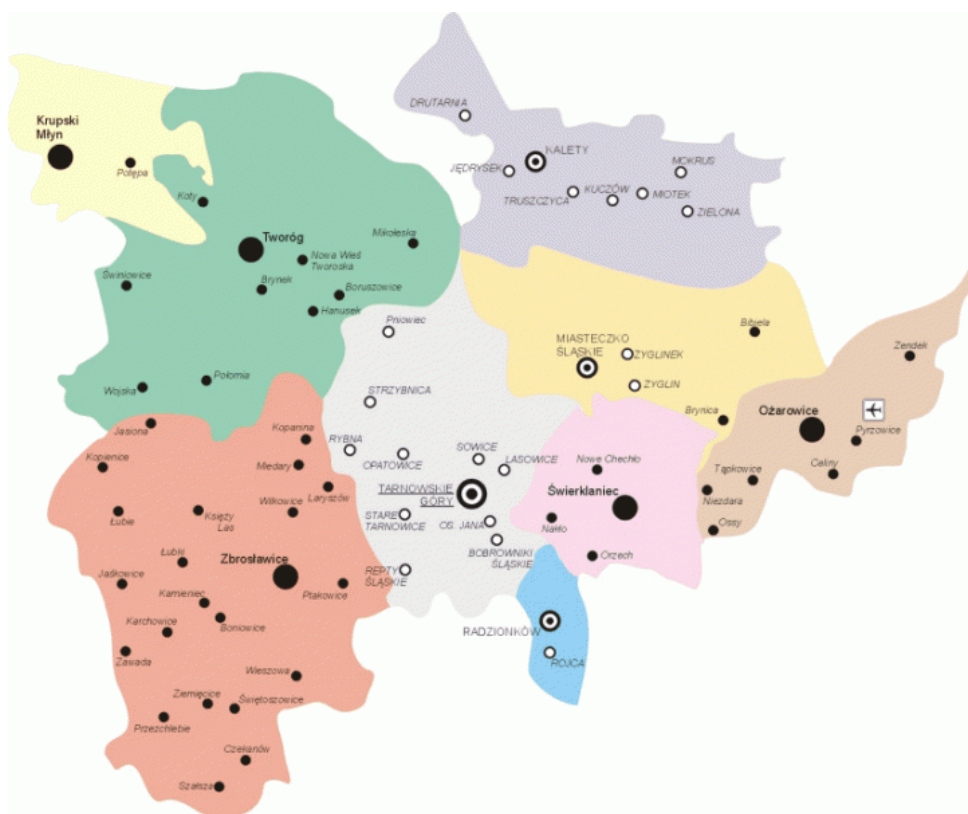 Krupski
Młyn
Potępa
DRUTARNIA
KALETY
JĘDRYSEK
MOKRUS
TRUSZCZYCA
KUCZÓW
MIOTEK
ZIELONA
Koty
Tworóg
Mikołeska
Nowa Wieś
Tworoska
Świniowice
Brynek
Boruszowice
Hanusek
Pniowiec
Bibiela
MIASTECZKO
ŚLĄSKIE
ŻYGLINEK
ŻYGLIN
Zendek
Wojska
Połomia
STRZYBNICA
Brynica
Ożarowice
Pyrzowice
Jasiona
Kopanina
RYBNA
OPATOWICE
SOWICE
LASOWICE
Nowe Chechło
Tąpkowice
Celiny
Kopienice
Miedary
Laryszów
TARNOWSKIE
GÓRY
Świerklaniec
Niezdara
Wilkowice
Łubie
Księży
Las
STARE
TARNOWICE
OS. JANA
Nakło
Ossy
BOBROWNIKI
ŚLĄSKIE
Orzech
Łubki
Zbrosławice
REPTY
ŚLĄSKIE
Jaśkowice
Ptakowice
Kamieniec
Boniowice
Karchowice
RADZIONKÓW
ROJCA
Zawada
Wieszowa
Ziemięcice
Świętoszowice
Przezchlebie
Czekanów
Szałsza